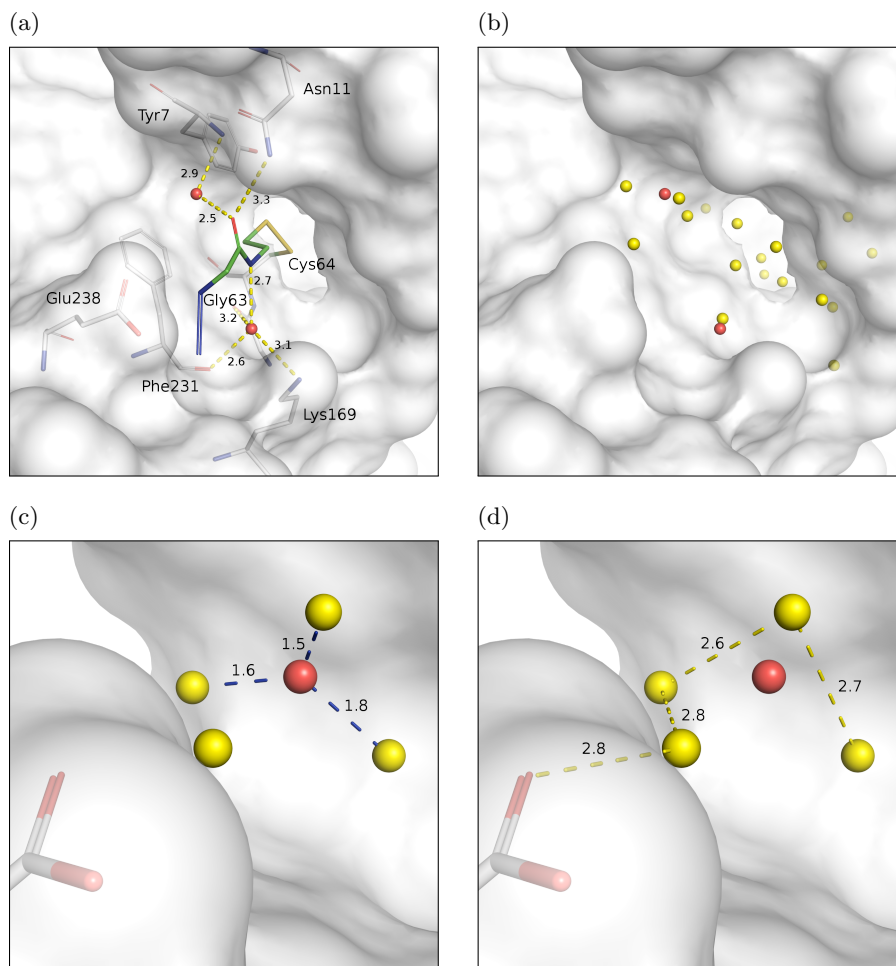 (a)
(b)
Asn11
Tyr7
2.9
3.3
2.5
Cys64
2.7
Glu238
Gly63
3.2
3.1
2.6
Phe231
Lys169
(c)
(d)
1.5
1.6
1.8
2.6
2.7
2.8
2.8